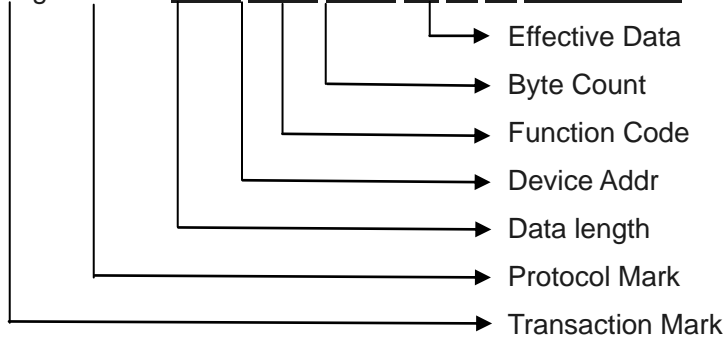 Effective Data
Byte Count
Function Code
Device Addr
Data length
Protocol Mark
Transaction Mark